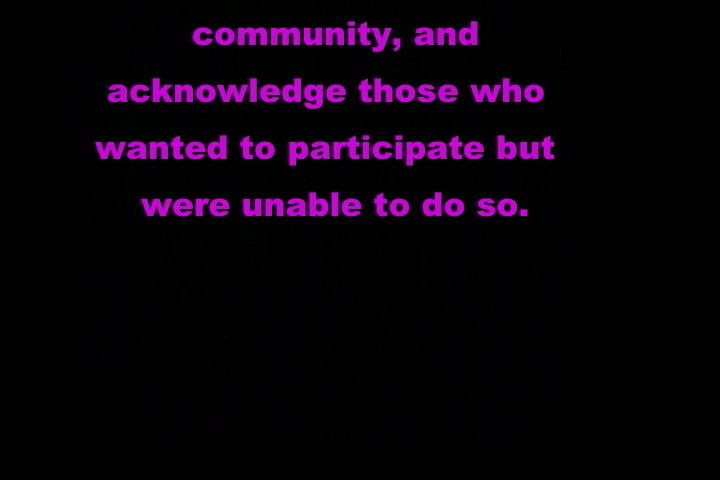 community, and
acknowledge those who
wanted to participate but
were unable to do so.